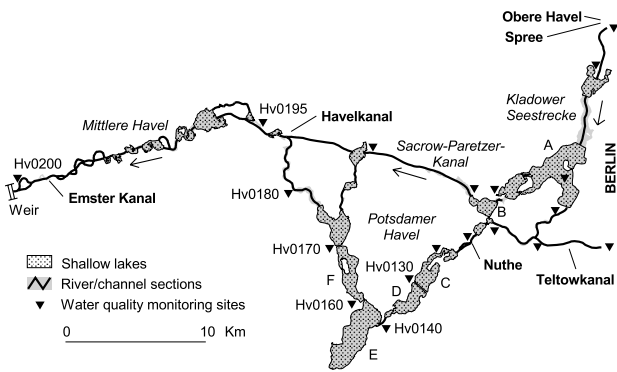 Obere Havel
Spree
Kladower
Seestrecke
A
BERLIN
Hv0195
Havelkanal
Mittlere Havel
Sacrow-Paretzer-
Kanal
Hv0200
Emster Kanal
Weir
Hv0180
B
Potsdamer
Havel
Hv0170
Nuthe
Teltowkanal
Hv0130
C
D
F
Hv0160
Hv0140
E
Shallow lakes
River/channel sections
Water quality monitoring sites
0 10 Km